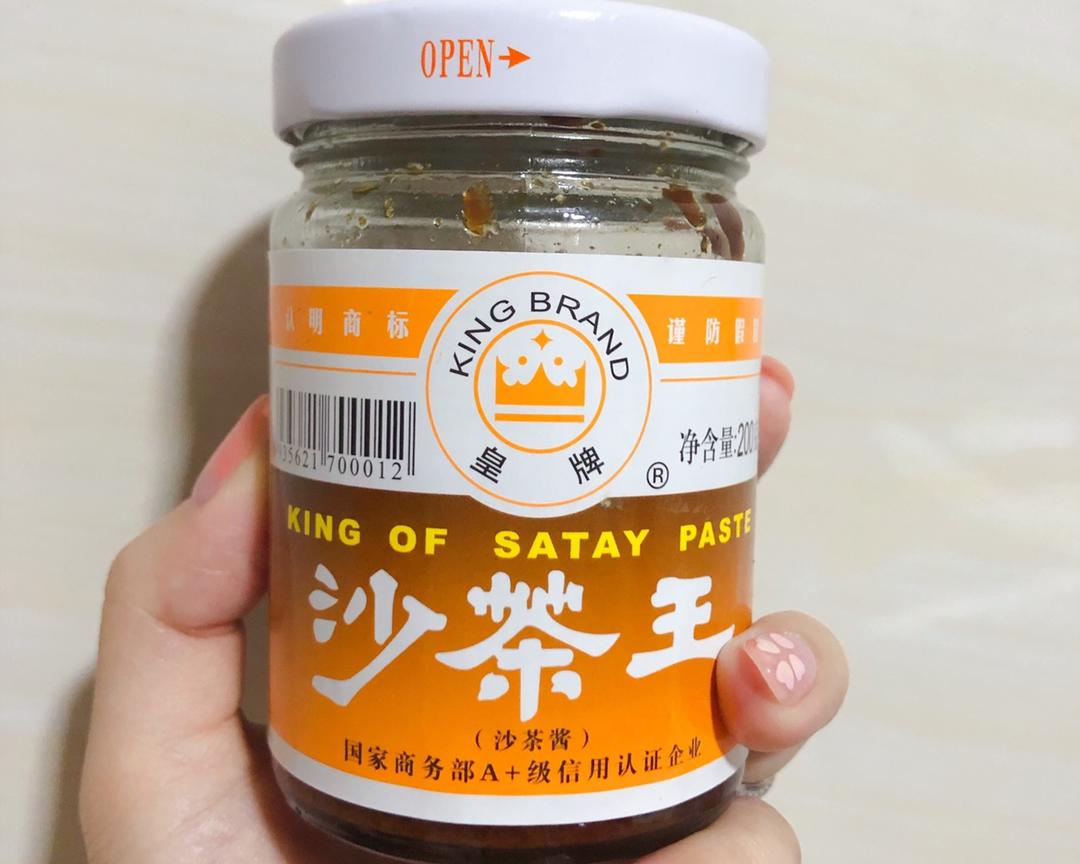 OPEN
认明商标
KING BRAND
皇牌
®
谨防假冒
700012
净含量:200
KING OF SATAY PASTE
沙茶王
(沙茶酱)
国家商务部A+级信用认证企业